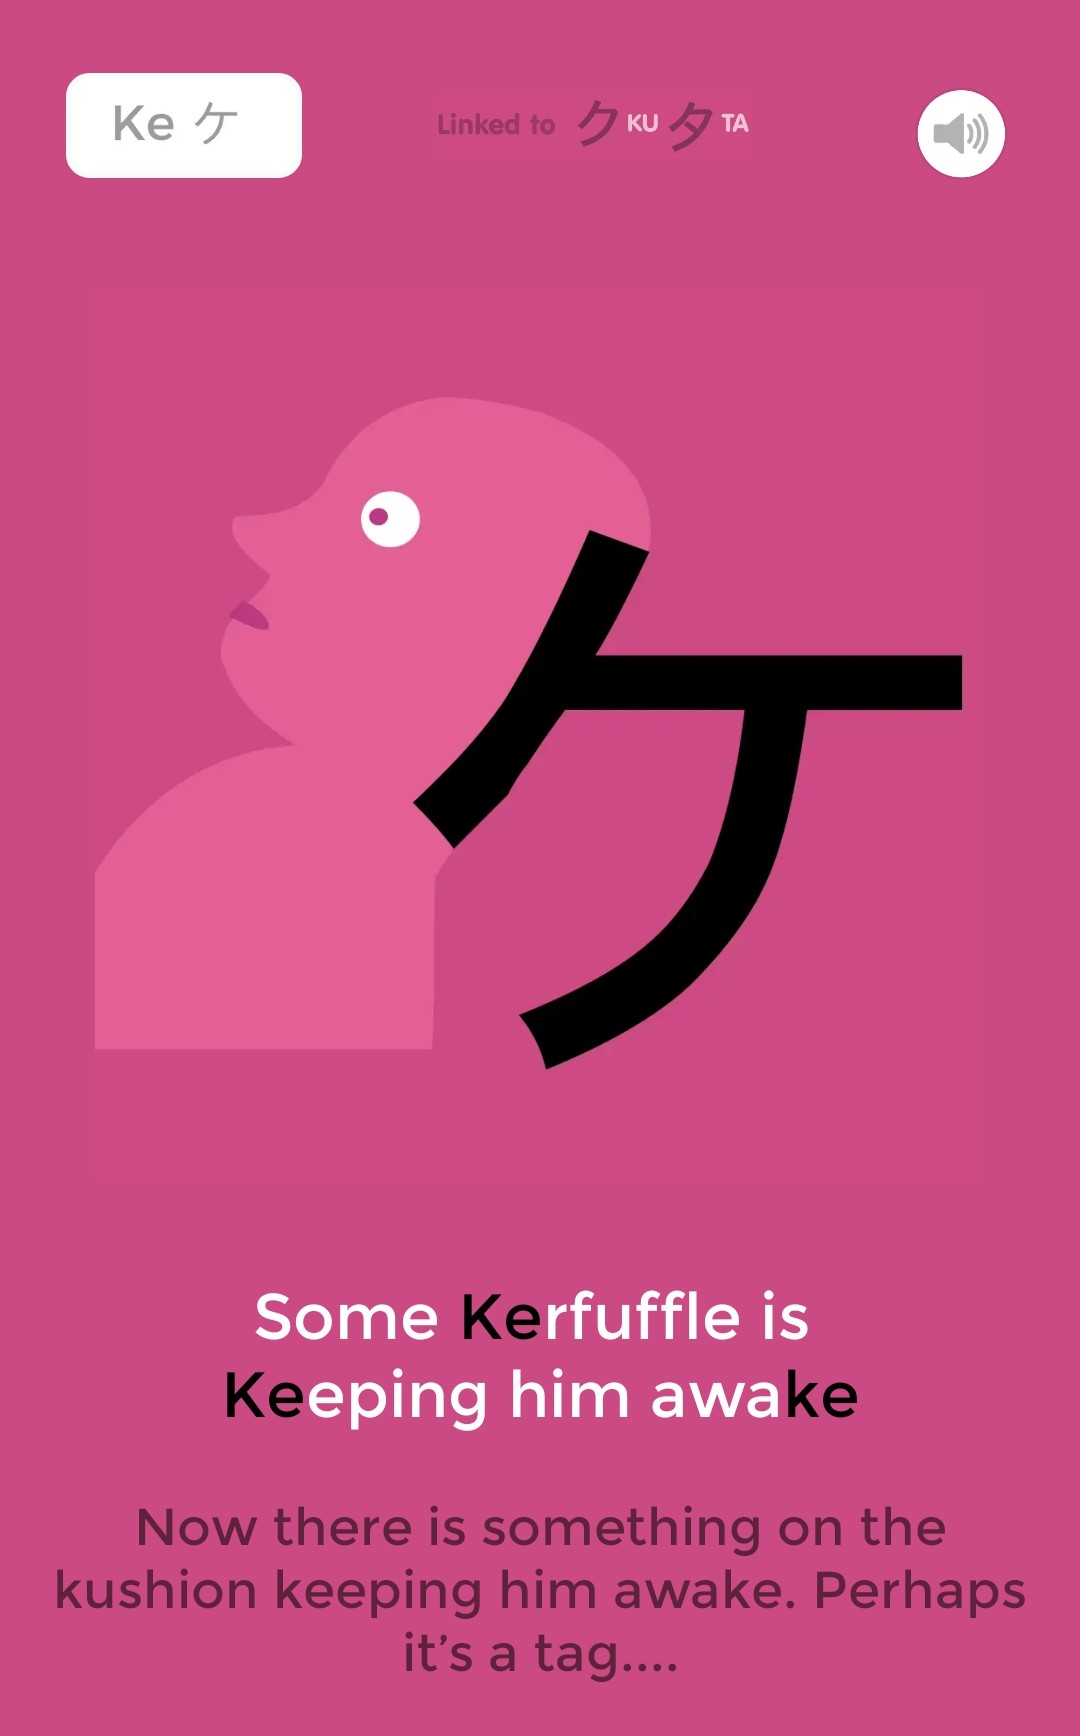 Ke ケ
Linked to ク KU タ TA
ケ
Some Kerfuffle is
Keeping him awake
Now there is something on the
kushion keeping him awake. Perhaps
it's a tag....